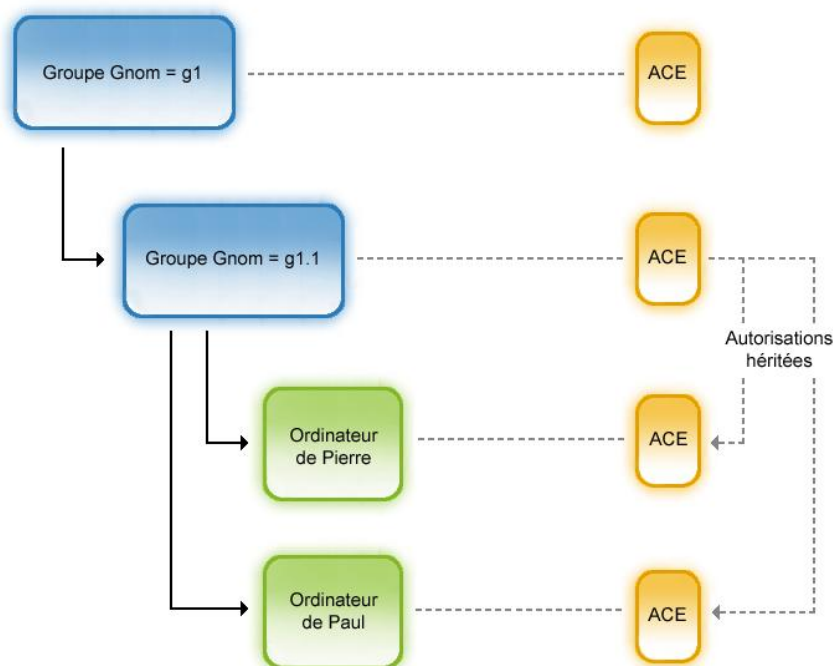 Groupe Gnom = g1
ACE
Groupe Gnom = g1.1
ACE
Autorisations
héritées
Ordinateur
de Pierre
ACE
Ordinateur
de Paul
ACE